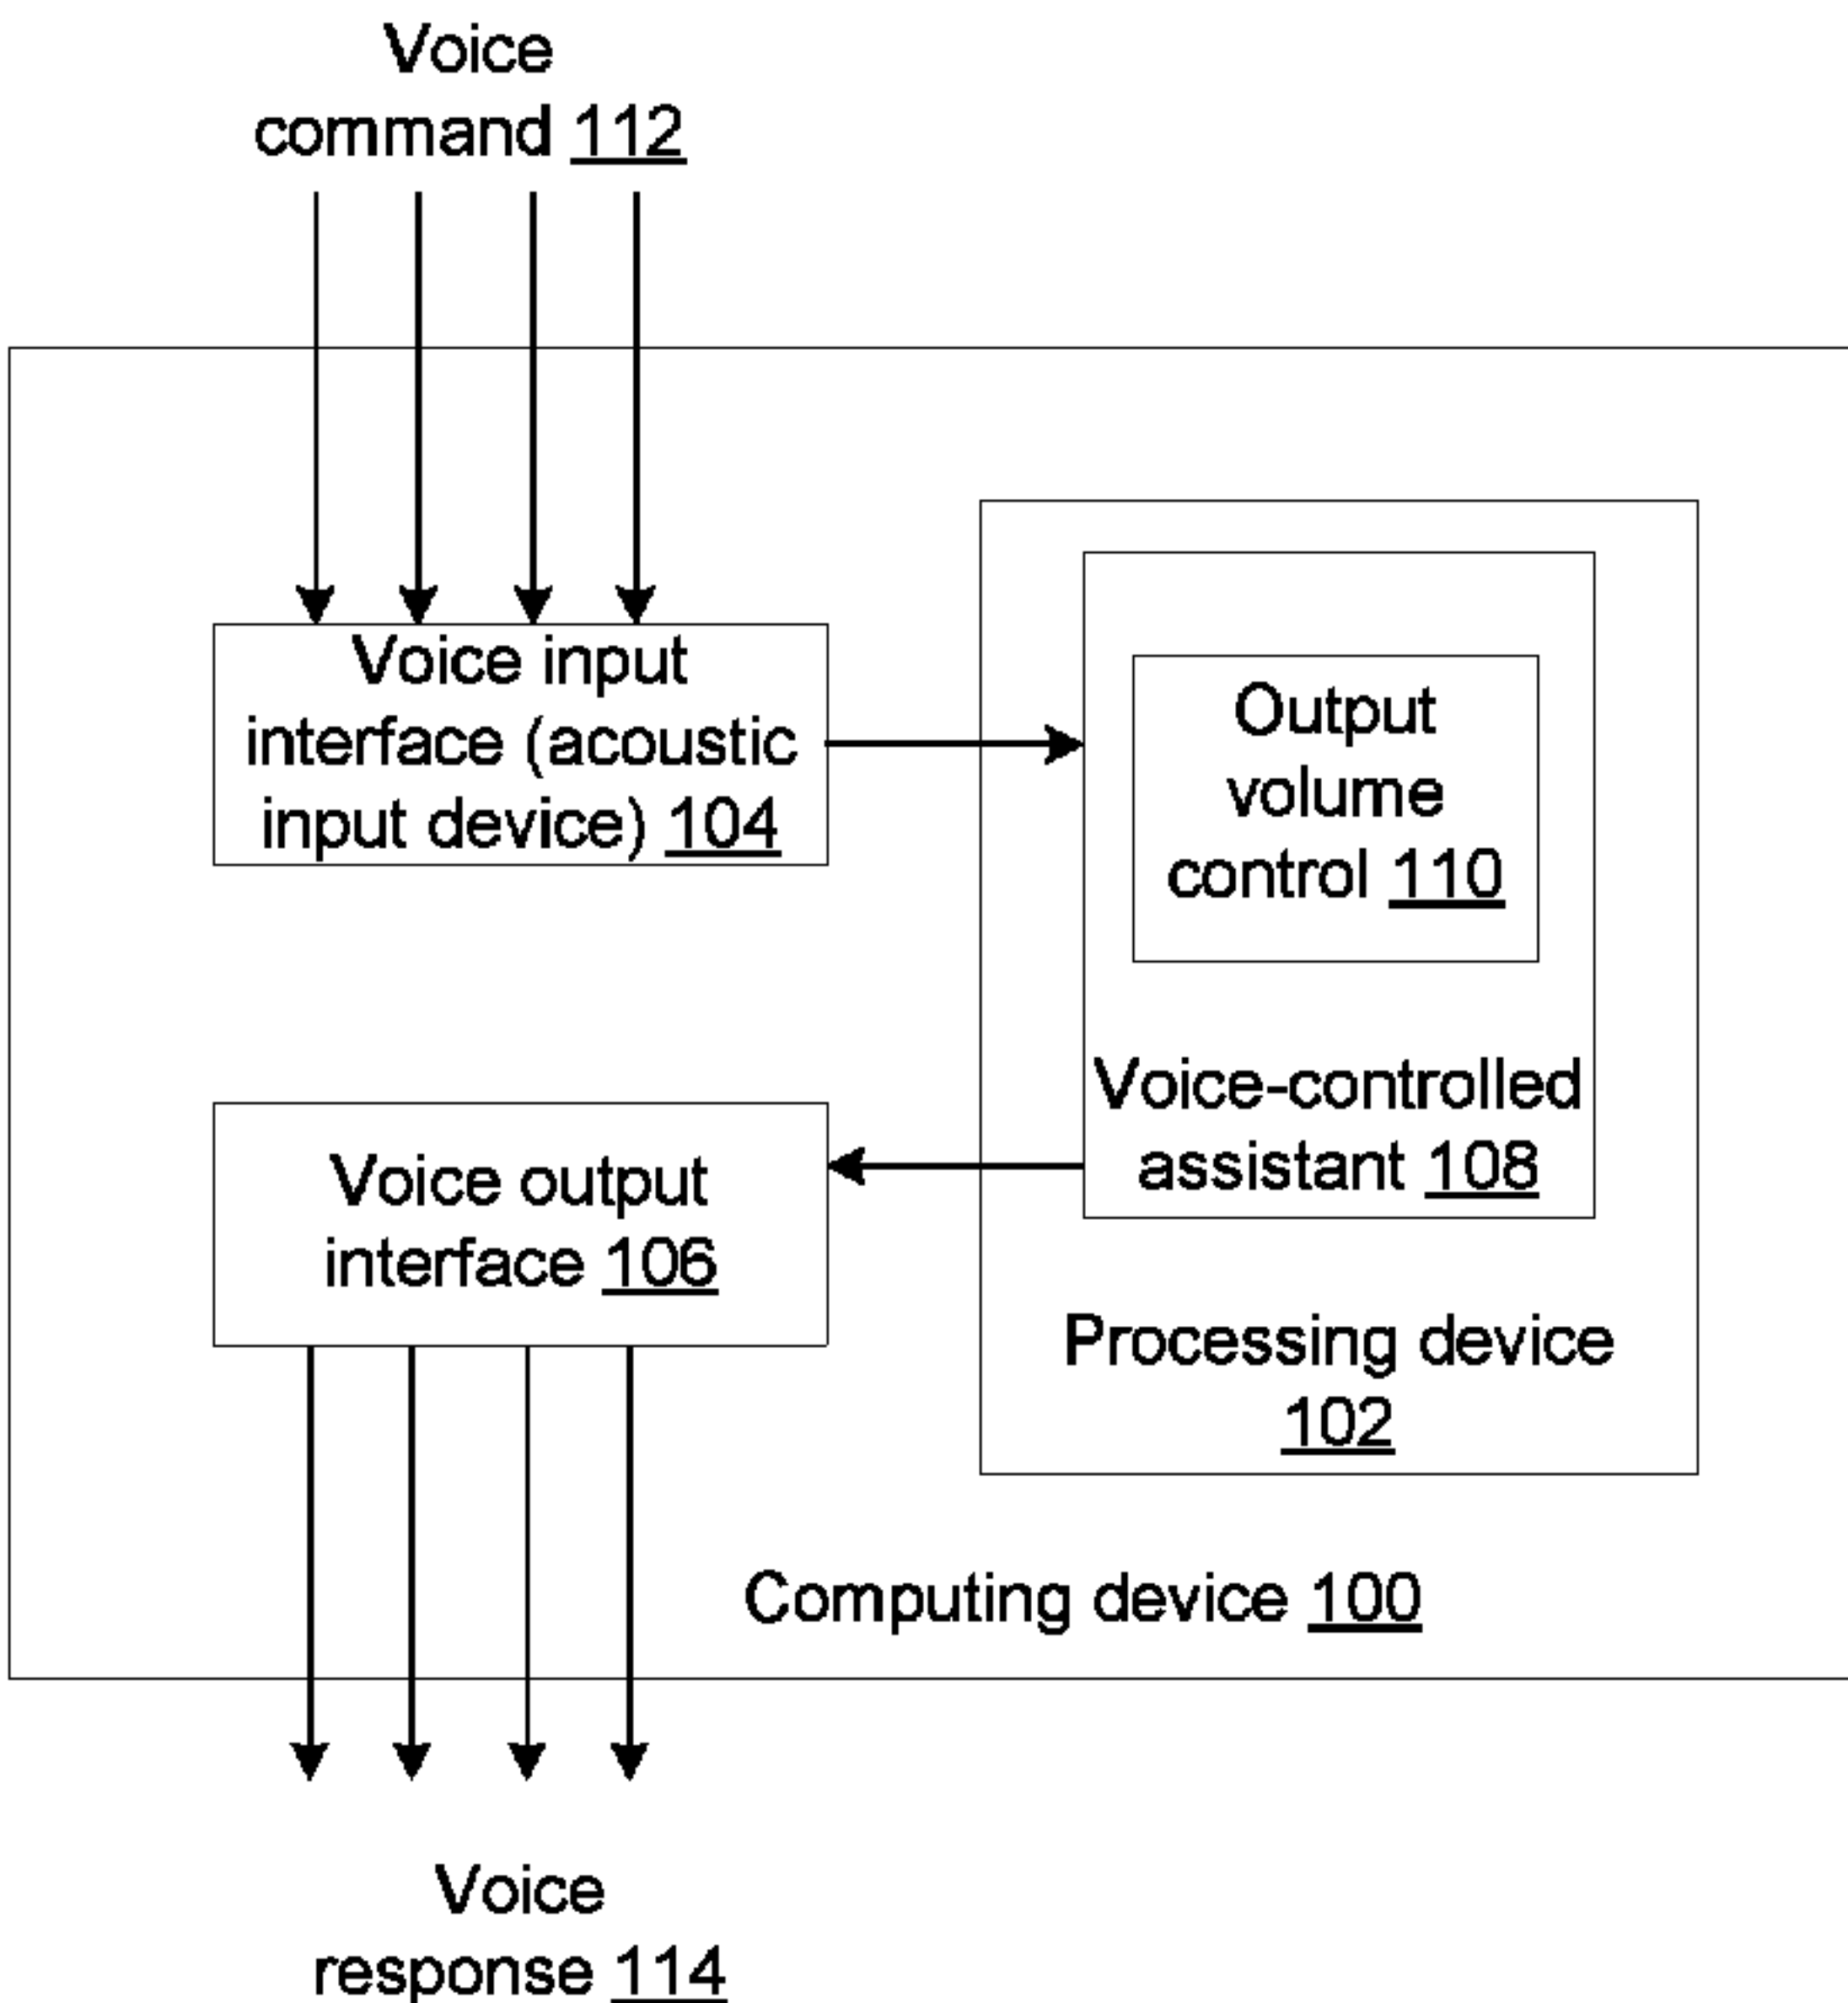 Voice
command 112
Voice input
interface (acoustic
input device) 104
Output
volume
control 110
Voice-controlled
assistant 108
Voice output
interface 106
Processing device
102
Computing device 100
Voice
response 114